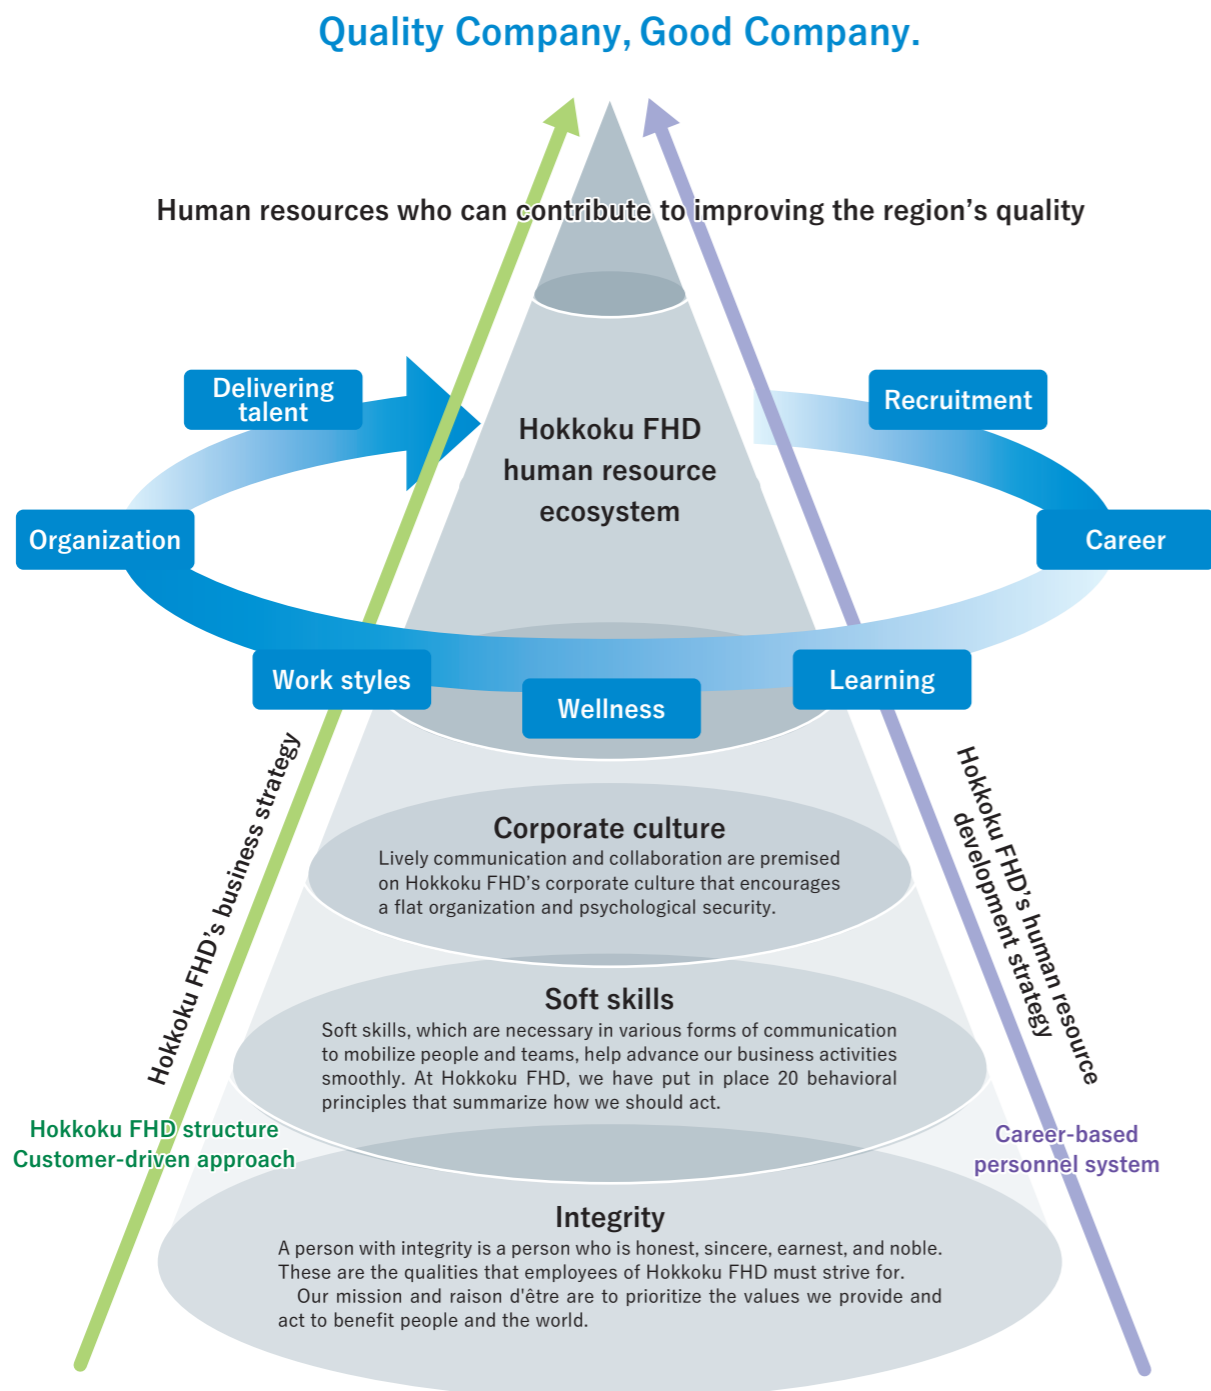 Quality Company, Good Company.
Human resources who can contribute to improving the region’s quality
Delivering
talent
Recruitment
Hokkoku FHD
human resource
ecosystem
Organization
Career
Work styles
Wellness
Learning
Hokkoku FHD’s business strategy
Hokkoku FHD’s human resource
development strategy
Corporate culture
Lively communication and collaboration are premised
on Hokkoku FHD’s corporate culture that encourages
a flat organization and psychological security.
Soft skills
Soft skills, which are necessary in various forms of communication
to mobilize people and teams, help advance our business activities
smoothly. At Hokkoku FHD, we have put in place 20 behavioral
principles that summarize how we should act.
Hokkoku FHD structure
Customer-driven approach
Career-based
personnel system
Integrity
A person with integrity is a person who is honest, sincere, earnest, and noble.
These are the qualities that employees of Hokkoku FHD must strive for.
Our mission and raison d'être are to prioritize the values we provide and
act to benefit people and the world.